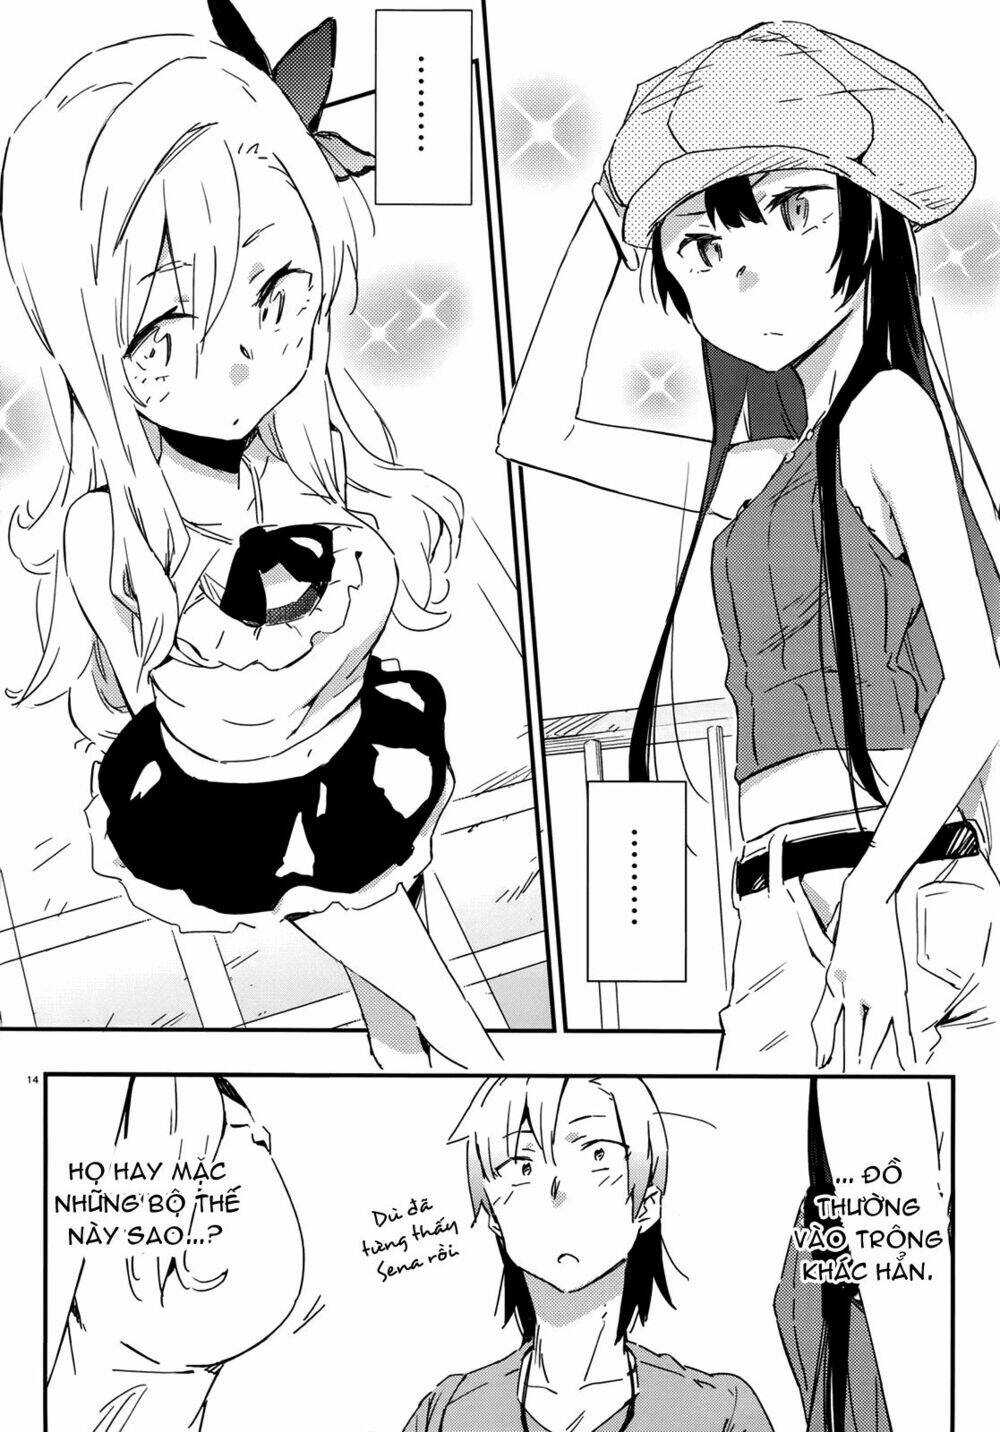 ………
………
14
... ĐỒ
THƯỜNG
VÀO TRÔNG
KHÁC HẲN.
Dù đã
từng thấy
Sena rồi
HỌ HAY MẶC
NHỮNG BỘ THẾ
NÀY SAO...?